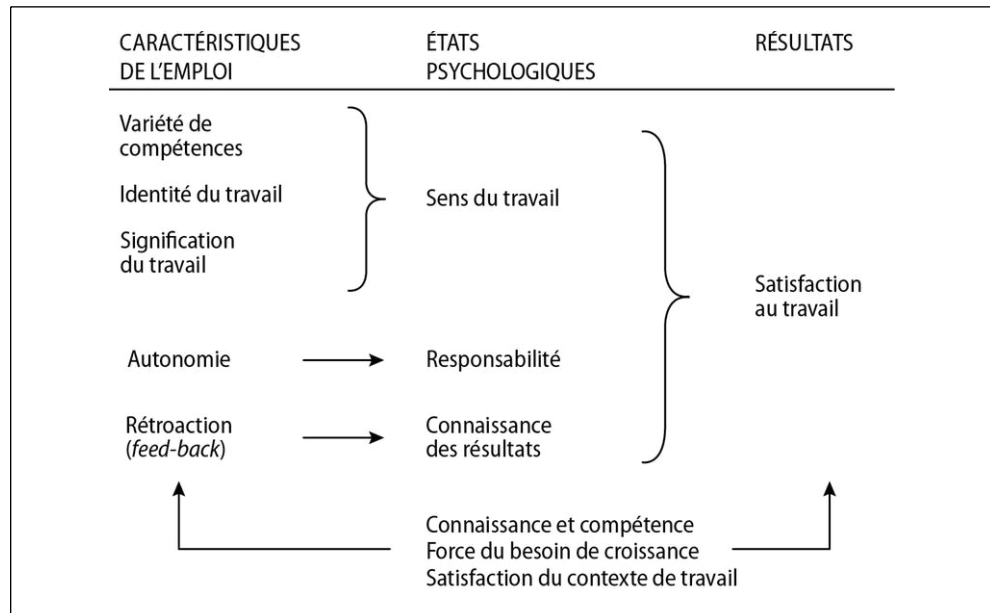 CARACTÉRISTIQUES
DE L'EMPLOI
ÉTATS
PSYCHOLOGIQUES
RÉSULTATS
Variété de
compétences
Identité du travail
Signification
du travail
Sens du travail
Satisfaction
au travail
Autonomie
Responsabilité
Rétroaction
(feed-back)
Connaissance
des résultats
Connaissance et compétence
Force du besoin de croissance
Satisfaction du contexte de travail